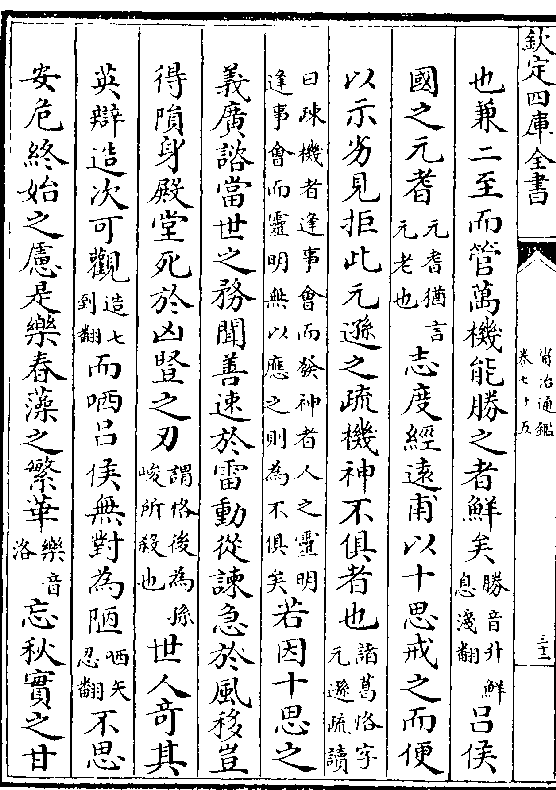 欽定四庫全書
資治通鑑
卷七十五
三十二
也兼二至而管萬機能勝之者鮮矣勝音升鮮息淺翻呂侯
國之元耆元耆猶言元老也志度經遠甫以十思戒之而便
以示劣見拒此元遜之疏機神不俱者也諸葛恪字元遜疏讀
曰踈機者逢事會而發神者人之靈明逢事會而靈明無以應之則為不俱矣若因十思之
義廣諮當世之務聞善速於雷動從諫急於風移豈
得隕身殿堂死於凶豎之刃謂恪後為孫峻所殺也世人奇其
英辯造次可觀造七到翻而哂呂侯無對為陋哂矢忍翻不思
安危終始之慮是樂春藻之繁華樂音洛忘秋實之甘